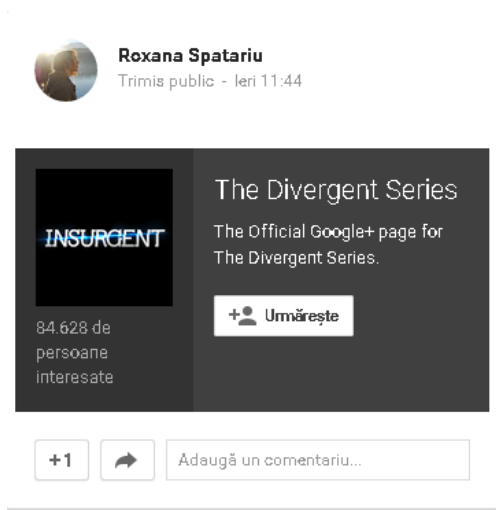 Roxana Spatariu
Trimis public - Ieri 11:44
INSURGENT
The Divergent Series
The Official Google+ page for
The Divergent Series.
Urmărește
84.628 de
persoane
interesate
+1
Adaugă un comentariu...